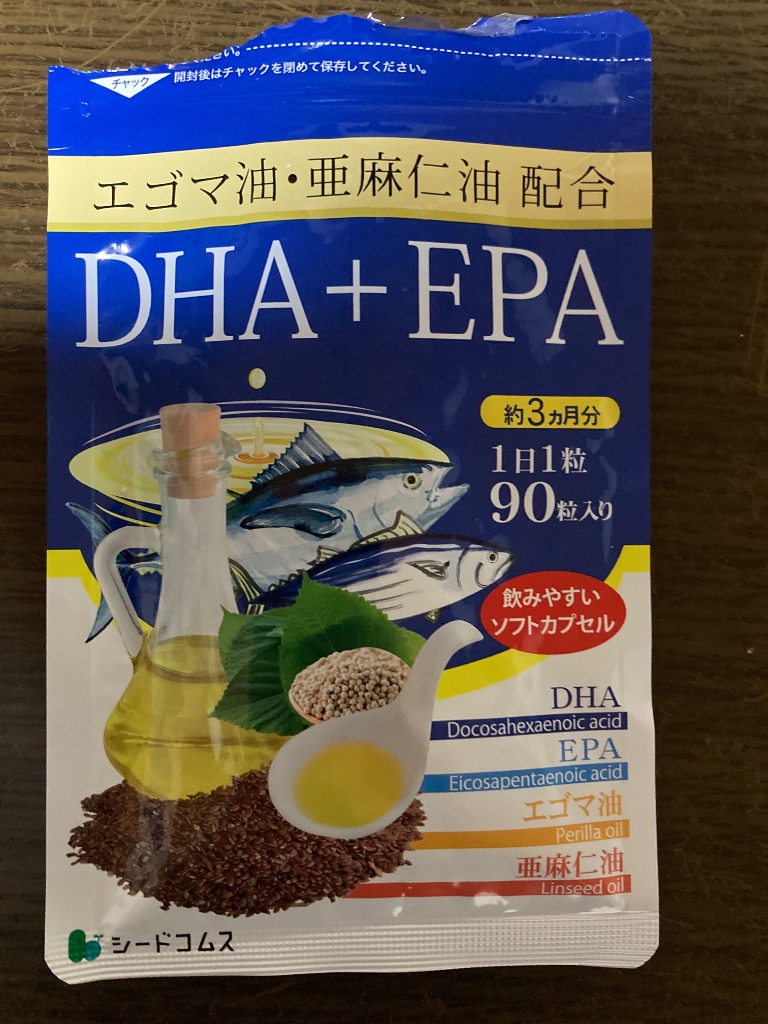 ださい。
チャック
開封後はチャックを閉めて保存してください。
エゴマ油・亜麻仁油 配合
DHA+EPA
約3ヵ月分
1日1粒
90粒入り
飲みやすい
ソフトカプセル
DHA
Docosahexaenoic acid
EPA
Eicosapentaenoic acid
エゴマ油
Perilla oil
亜麻仁油
Linseed oil
シードコムス